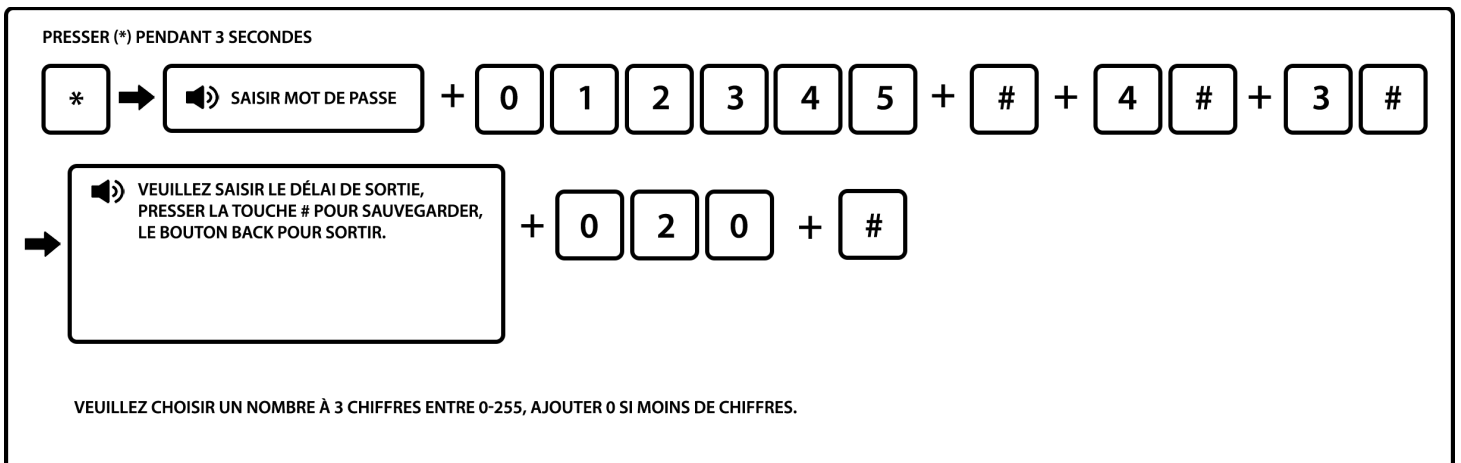 PRESSER (*) PENDANT 3 SECONDES
* SAISIR MOT DE PASSE + 0 1 2 3 4 5 + # + 4 # + 3 #
VEUILLEZ SAISIR LE DÉLAI DE SORTIE,
PRESSER LA TOUCHE # POUR SAUVEGARDER,
LE BOUTON BACK POUR SORTIR.
+ 0 2 0 + #
VEUILLEZ CHOISIR UN NOMBRE À 3 CHIFFRES ENTRE 0-255, AJOUTER 0 SI MOINS DE CHIFFRES.